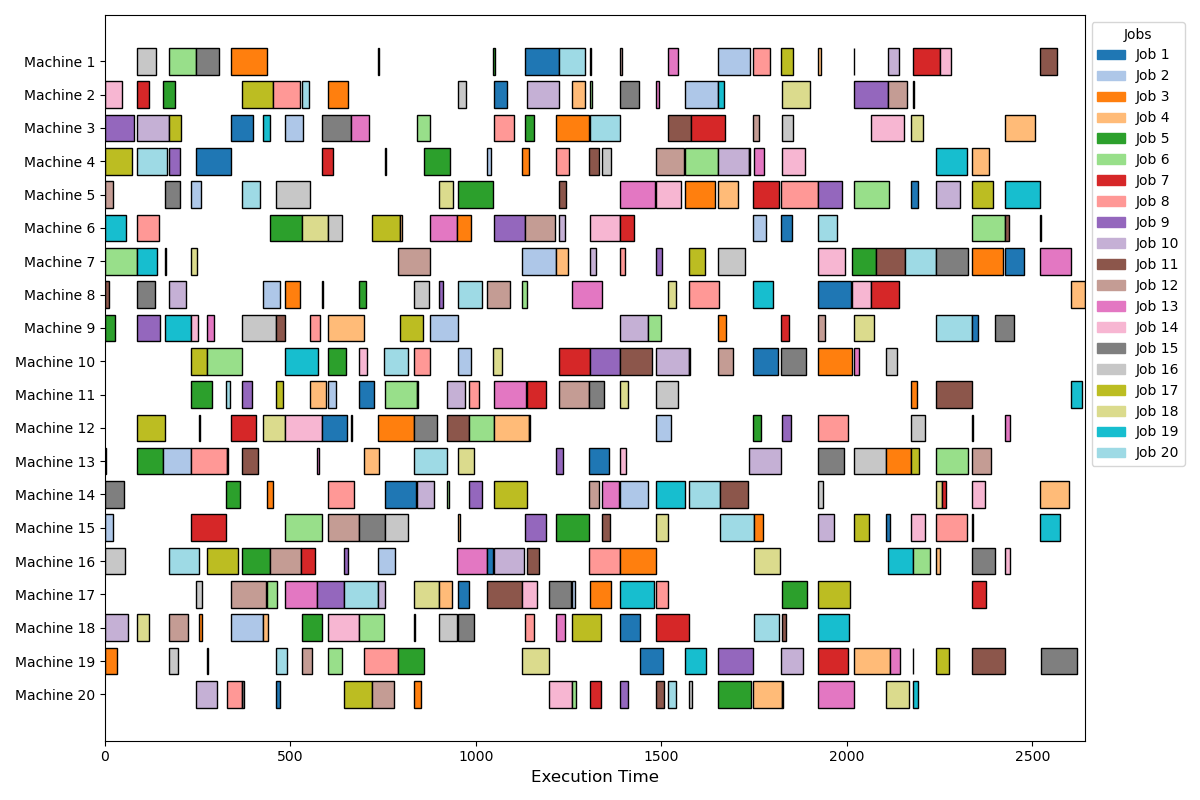 Machine 1
Machine 2
Machine 3
Machine 4
Machine 5
Machine 6
Machine 7
Machine 8
Machine 9
Machine 10
Machine 11
Machine 12
Machine 13
Machine 14
Machine 15
Machine 16
Machine 17
Machine 18
Machine 19
Machine 20
0 500 1000 1500 2000 2500
Execution Time
Jobs
Job 1
Job 2
Job 3
Job 4
Job 5
Job 6
Job 7
Job 8
Job 9
Job 10
Job 11
Job 12
Job 13
Job 14
Job 15
Job 16
Job 17
Job 18
Job 19
Job 20